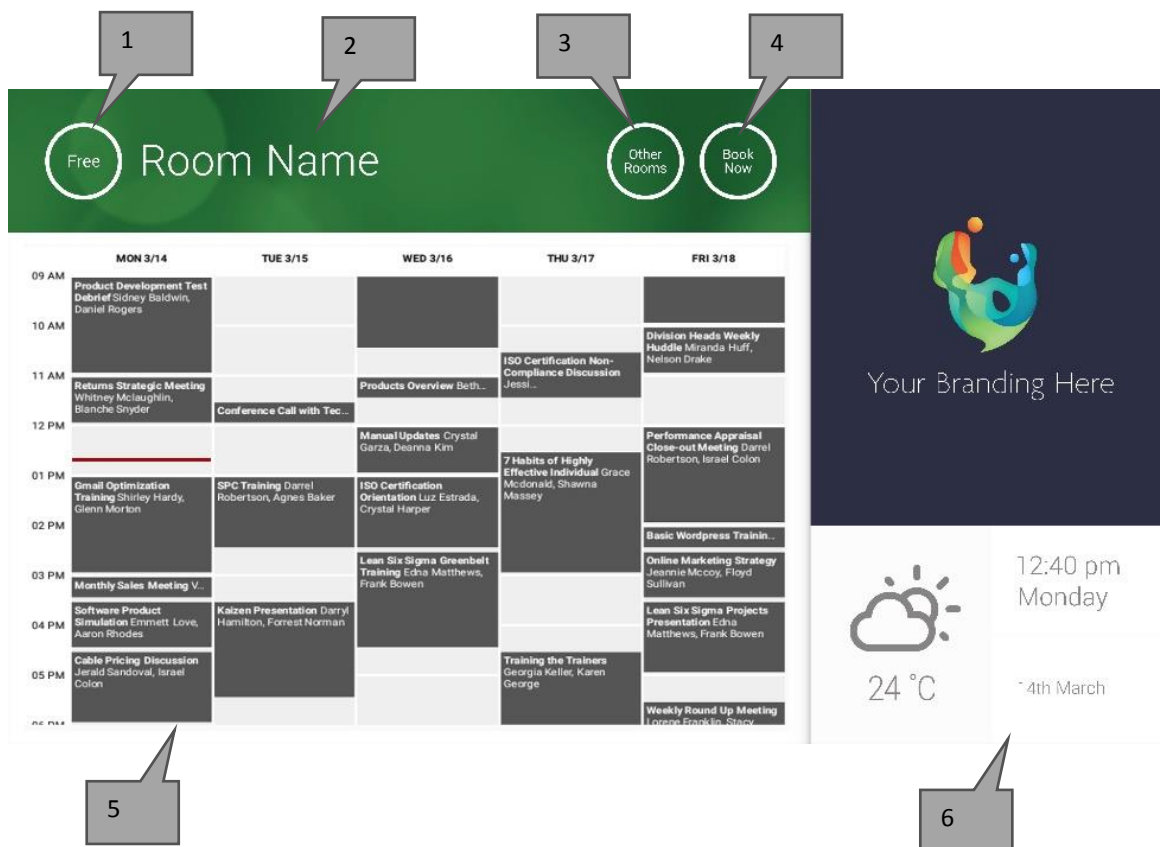 1
2
3
4
Free
Room Name
Other
Rooms
Book
Now
MON 3/14
TUE 3/15
WED 3/16
THU 3/17
FRI 3/18
09 AM
10 AM
11 AM
12 PM
01 PM
02 PM
03 PM
04 PM
05 PM
Product Development Test
Debrief Sidney Baldwin,
Daniel Rogers
Returns Strategic Meeting
Whitney Mclaughlin,
Blanche Snyder
Gmail Optimization
Training Shirley Hardy,
Glenn Morton
Monthly Sales Meeting V...
Software Product
Simulation Emmett Love,
Aaron Rhodes
Cable Pricing Discussion
Jerald Sandoval, Israel
Colon
Conference Call with Tec...
SPC Training Darrel
Robertson, Agnes Baker
Kaizen Presentation Darryl
Hamilton, Forrest Norman
Products Overview Beth...
Manual Updates Crystal
Garza, Deanna Kim
ISO Certification
Orientation Luz Estrada,
Crystal Harper
Lean Six Sigma Greenbelt
Training Edna Matthews,
Frank Bowen
ISO Certification Non-
Compliance Discussion
Jessi...
7 Habits of Highly
Effective Individual Grace
Mcdonald, Shawna
Massey
Training the Trainers
Georgia Keller, Karen
George
Division Heads Weekly
Huddle Miranda Huff,
Nelson Drake
Performance Appraisal
Close-out Meeting Darrel
Robertson, Israel Colon
Basic Wordpress Trainin..
Online Marketing Strategy
Jeannie Mccoy, Floyd
Sullivan
Lean Six Sigma Projects
Presentation Edna
Matthews, Frank Bowen
Weekly Round Up Meeting
Lorene Franklin, Stacy
Your Branding Here
12:40 pm
Monday
24 °C
14th March
5
6